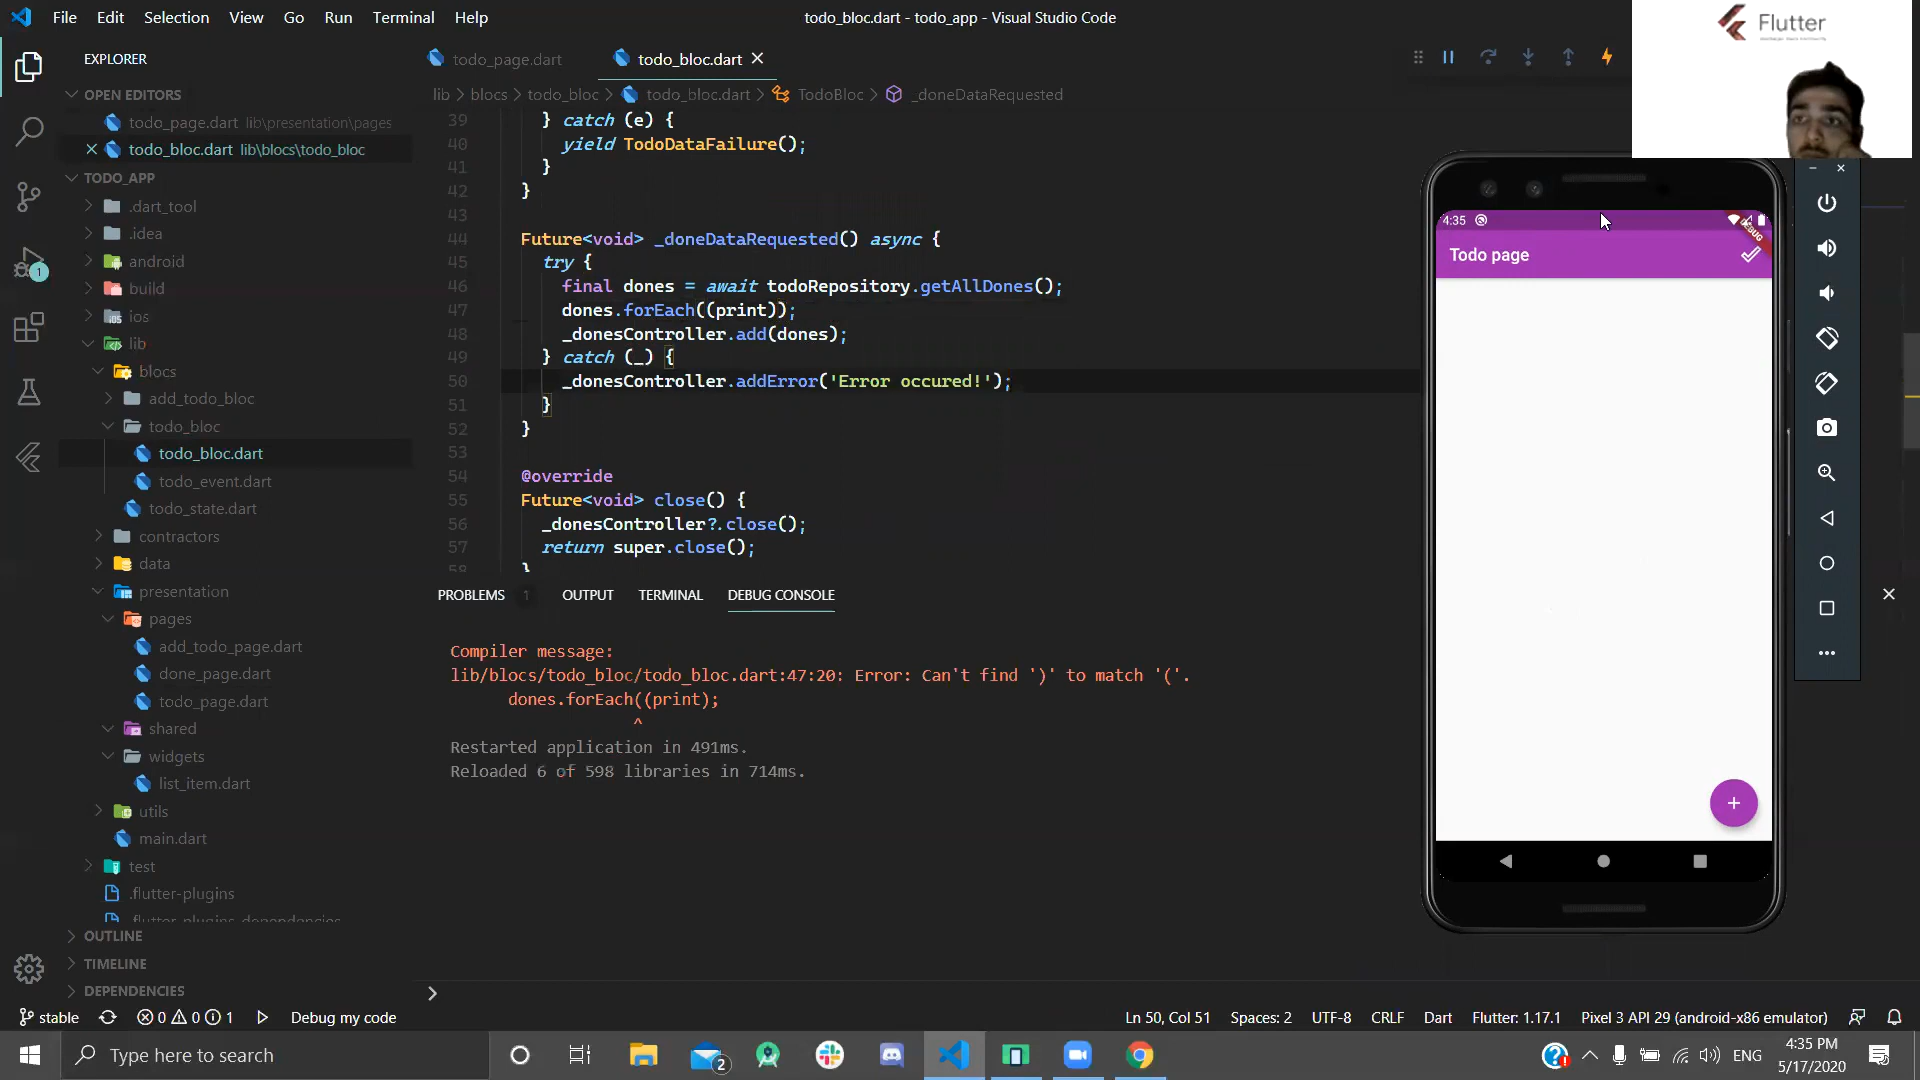 File Edit Selection View Go Run Terminal Help
todo_bloc.dart - todo_app - Visual Studio Code
Flutter
EXPLORER
OPEN EDITORS
todo_page.dart lib\presentation\pages
todo_bloc.dart lib\blocs\todo_bloc
TODO_APP
.dart_tool
.idea
android
build
ios
lib
blocs
add_todo_bloc
todo_bloc
todo_bloc.dart
todo_event.dart
todo_state.dart
contractors
data
presentation
pages
add_todo_page.dart
done_page.dart
todo_page.dart
shared
widgets
list_item.dart
utils
main.dart
test
.flutter-plugins
.flutter-plugins-dependencies
OUTLINE
TIMELINE
DEPENDENCIES
todo_page.dart
todo_bloc.dart
lib > blocs > todo_bloc > todo_bloc.dart > TodoBloc > _doneDataRequested
39 } catch (e) {
40 yield TodoDataFailure();
41 }
42 }
43
44 Future<void> _doneDataRequested() async {
45 try {
46 final dones = await todoRepository.getAllDones();
47 dones.forEach((print));
48 _donesController.add(dones);
49 } catch (_) {
50 _donesController.addError('Error occured!');
51 }
52 }
53
54 @override
55 Future<void> close() {
56 _donesController?.close();
57 return super.close();
58 }
PROBLEMS 1 OUTPUT TERMINAL DEBUG CONSOLE
Compiler message:
lib/blocs/todo_bloc/todo_bloc.dart:47:20: Error: Can't find ')' to match '('.
dones.forEach((print);
^
Restarted application in 491ms.
Reloaded 6 of 598 libraries in 714ms.
4:35
DEBUG
Todo page
1
stable 0 0 1 Debug my code
Ln 50, Col 51 Spaces: 2 UTF-8 CRLF Dart Flutter: 1.17.1 Pixel 3 API 29 (android-x86 emulator)
Type here to search
2
ENG
4:35 PM
5/17/2020